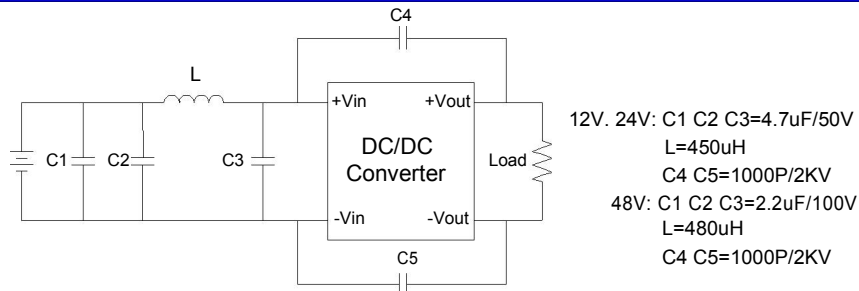 C4
L
+Vin
+Vout
12V. 24V: C1 C2 C3=4.7uF/50V
C1
C2
C3
DC/DC
Converter
Load
L=450uH
C4 C5=1000P/2KV
48V: C1 C2 C3=2.2uF/100V
-Vin
-Vout
L=480uH
C5
C4 C5=1000P/2KV